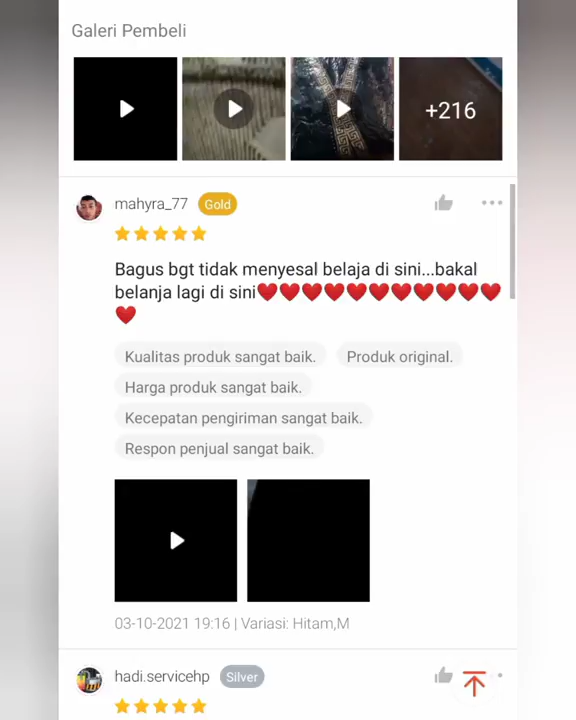 Galeri Pembeli
+216
mahyra_77 Gold
Bagus bgt tidak menyesal belaja di sini...bakal
belanja lagi di sini❤️❤️❤️❤️❤️❤️❤️❤️❤️❤️❤️
❤️
Kualitas produk sangat baik. Produk original.
Harga produk sangat baik.
Kecepatan pengiriman sangat baik.
Respon penjual sangat baik.
03-10-2021 19:16 | Variasi: Hitam,M
hadi.servicehp Silver